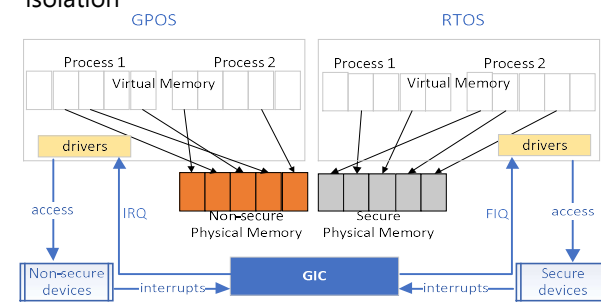 isolation
GPOS
RTOS
Process 1
Process 2
Virtual Memory
Process 1
Process 2
Virtual Memory
drivers
drivers
access
IRQ
Non-secure
Physical Memory
Secure
Physical Memory
FIQ
access
Non-secure
devices
interrupts
GIC
interrupts
Secure
devices